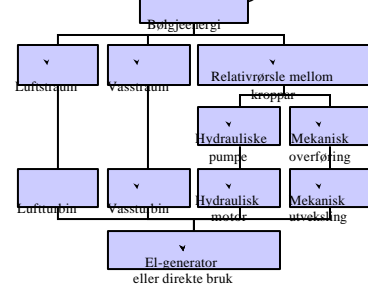 Bølgjeenergi
Luftstraum
Vasstraum
Relativrørsle mellom
kroppar
Hydrauliske
pumpe
Mekanisk
overføring
Luftturbin
Vassturbin
Hydraulisk
motor
Mekanisk
utveksling
El-generator
eller direkte bruk